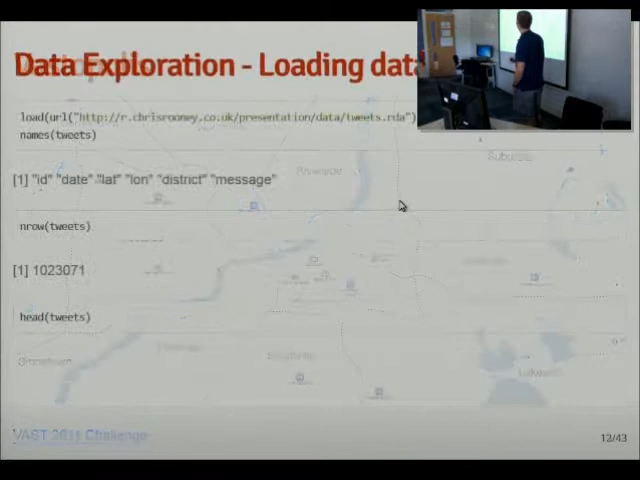 Data Exploration - Loading data
load(url("http://r.chrisrooney.co.uk/presentation/data/tweets.rda")
names(tweets)
[1] "id" "date" "lat" "lon" "district" "message"
nrow(tweets)
[1] 1023071
head(tweets)
VAST 2011 Challenge
12/43